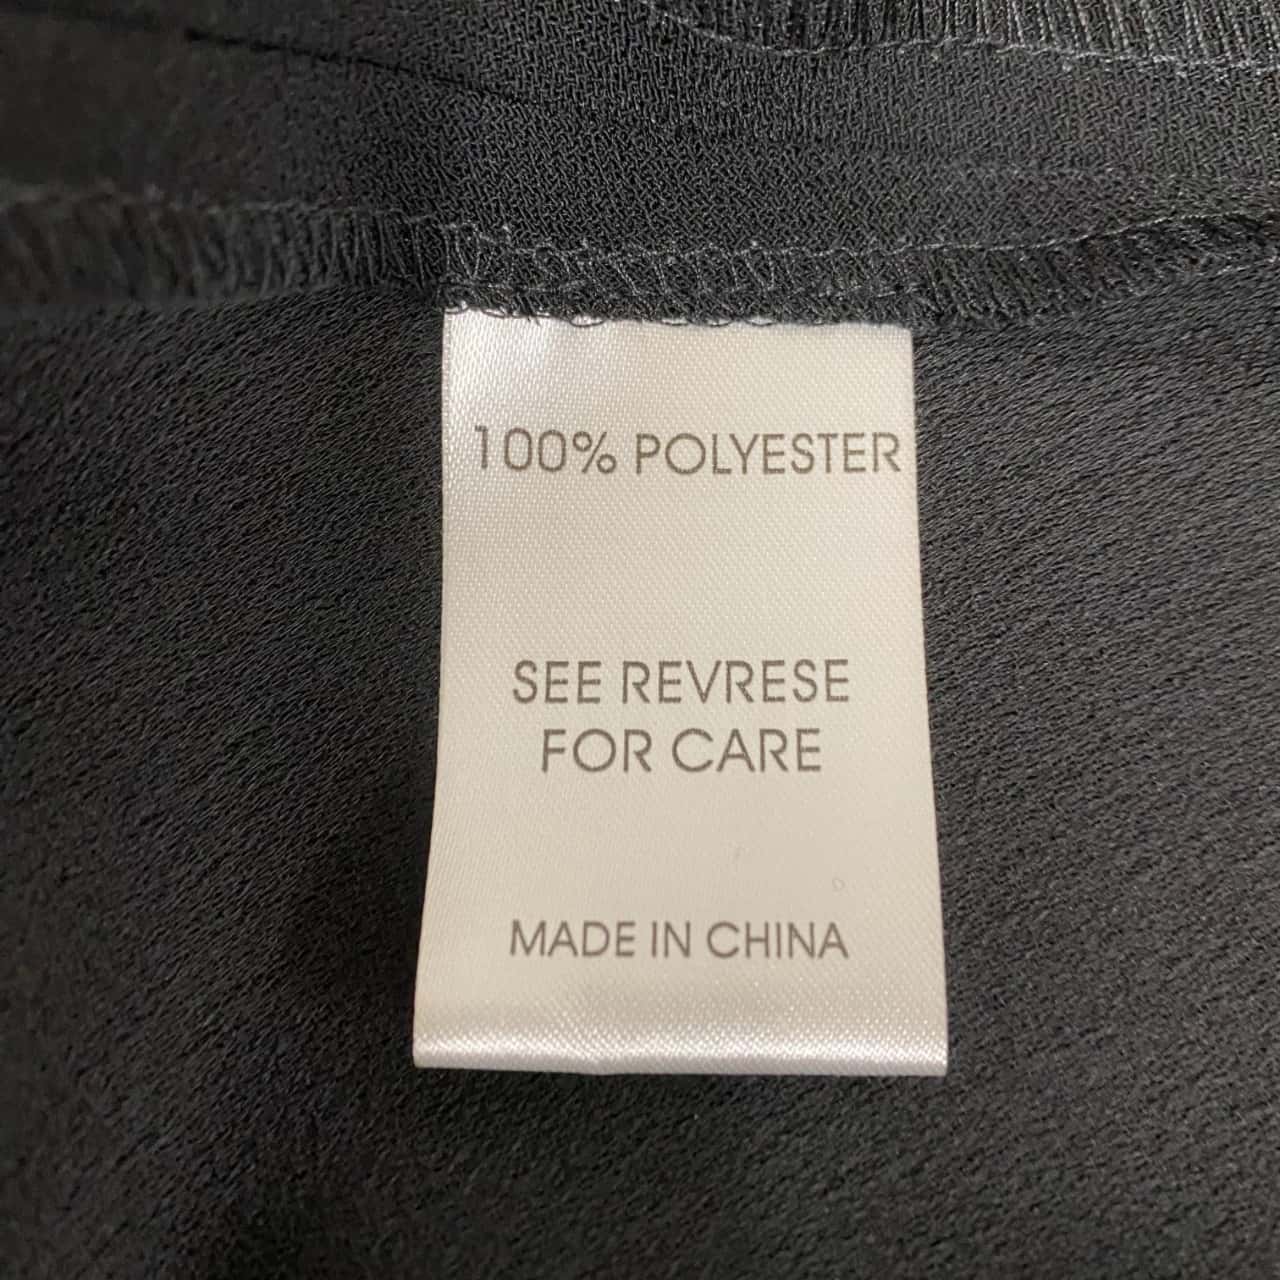 100% POLYESTER
SEE REVRESE
FOR CARE
MADE IN CHINA